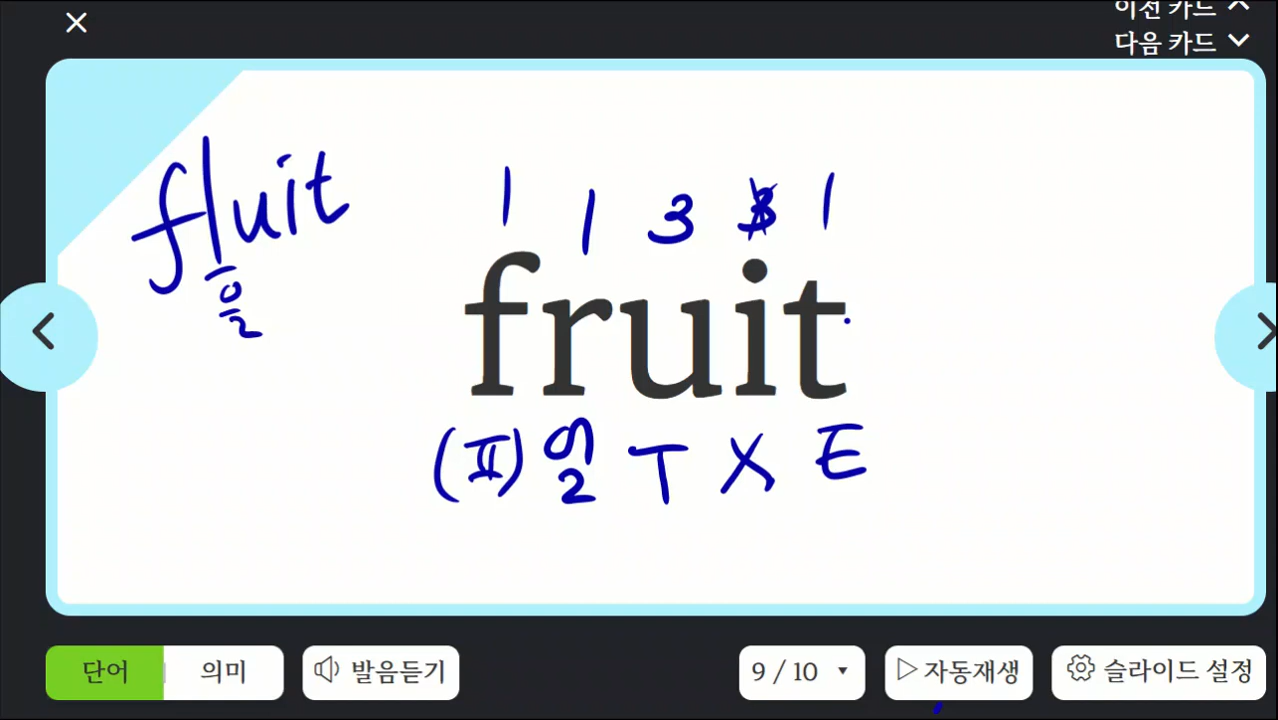 이전 카드
다음 카드
fluit
을
1 1 3 1
fruit
(ㅍ) 얼 ㅜ X ㅌ
단어 의미 발음듣기 9 / 10 자동재생 슬라이드 설정